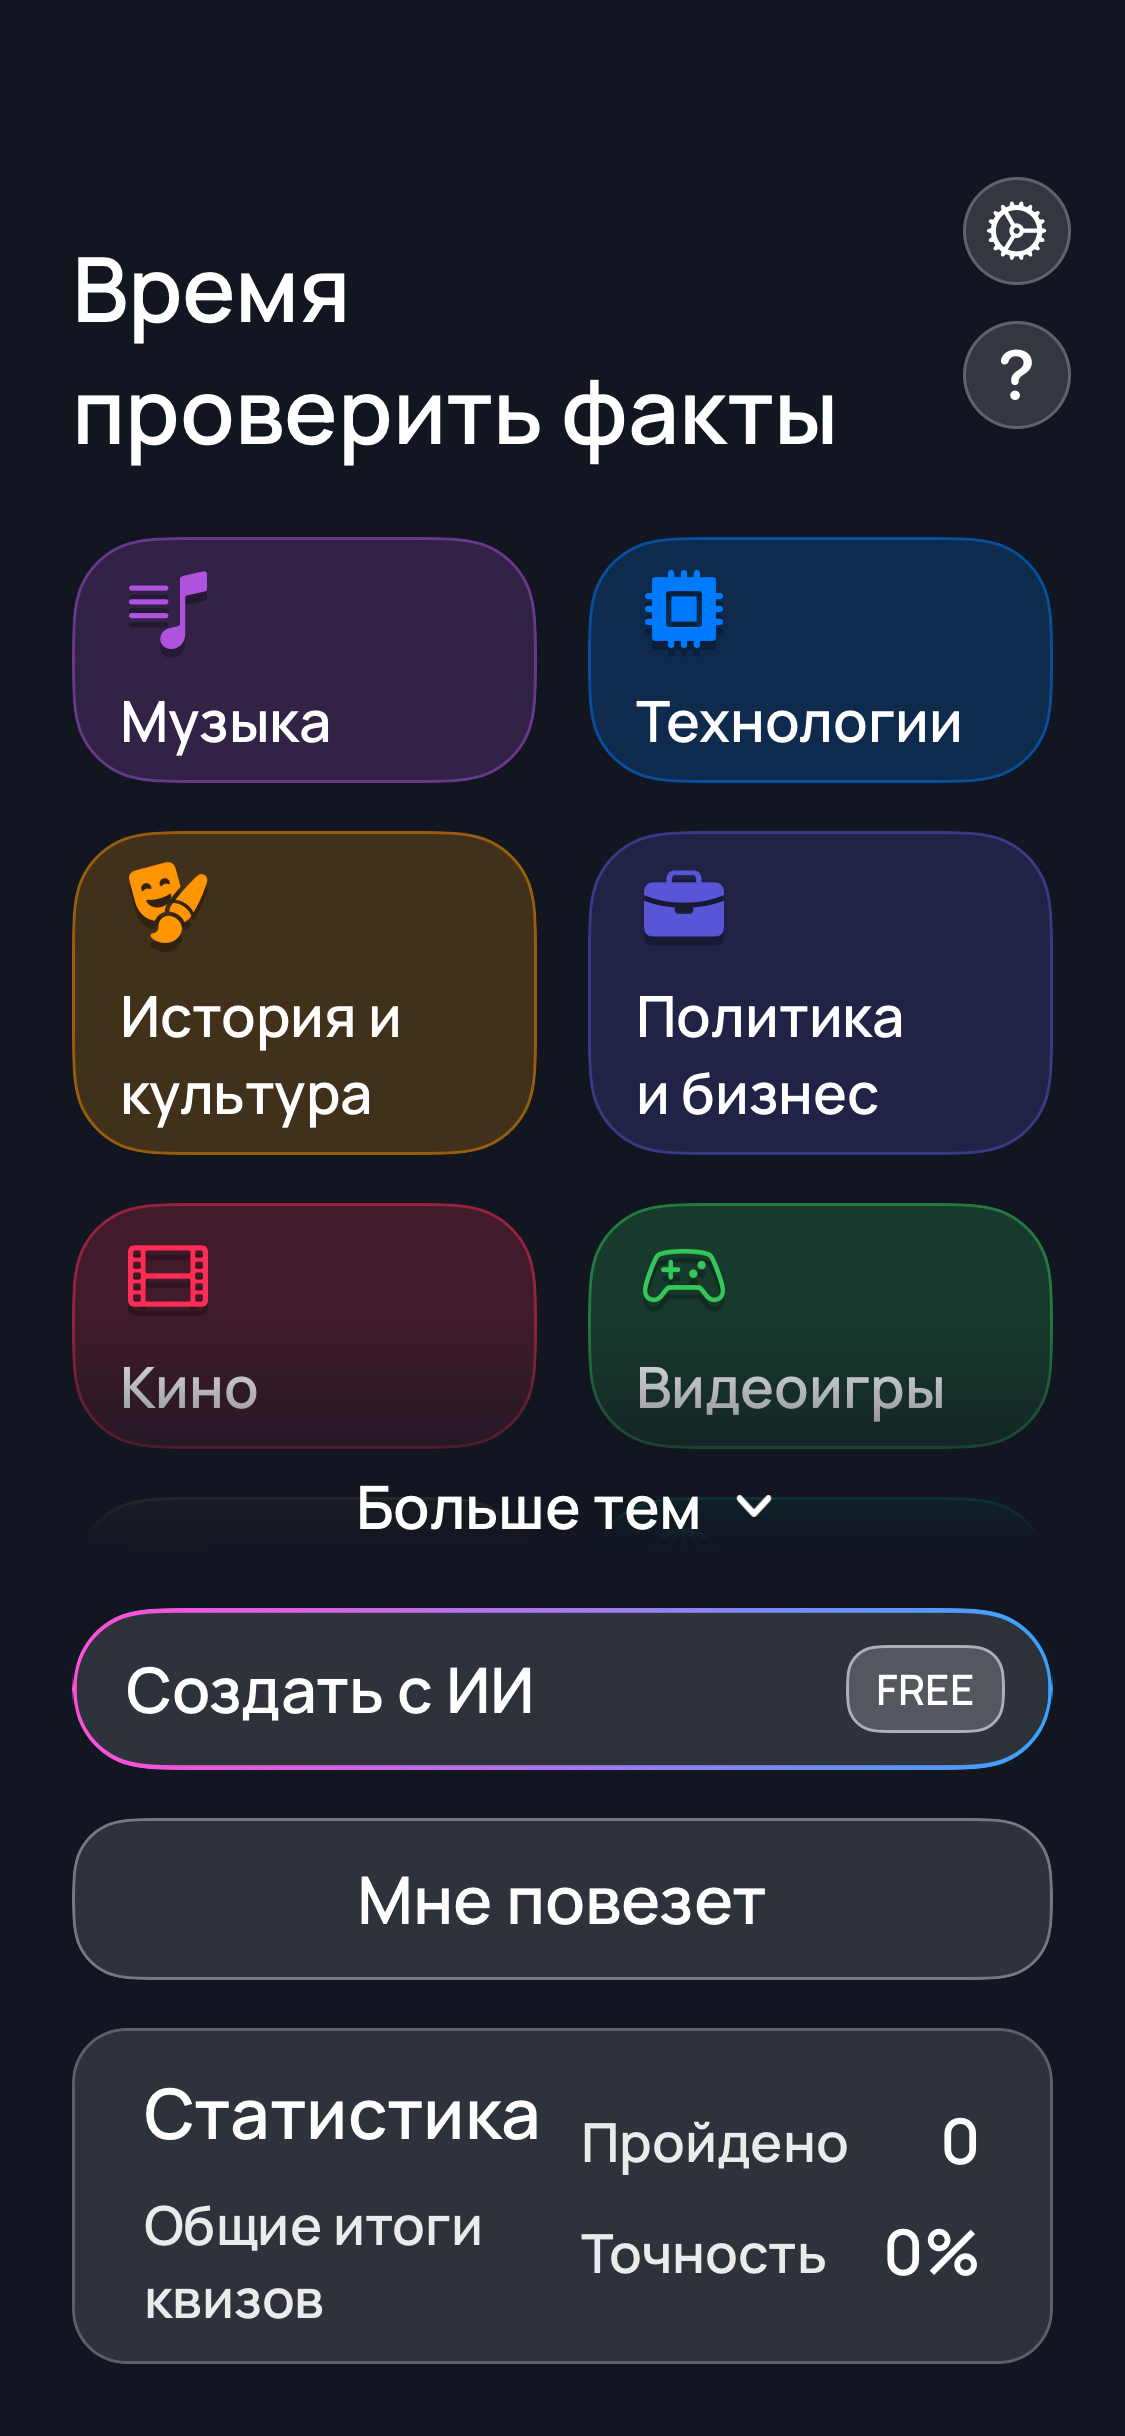 Время
проверить факты
?
Музыка
Технологии
История и
культура
Политика
и бизнес
Кино
Видеоигры
Больше тем
Создать с ИИ
FREE
Мне повезет
Статистика
Общие итоги
квизов
Пройдено 0
Точность 0%